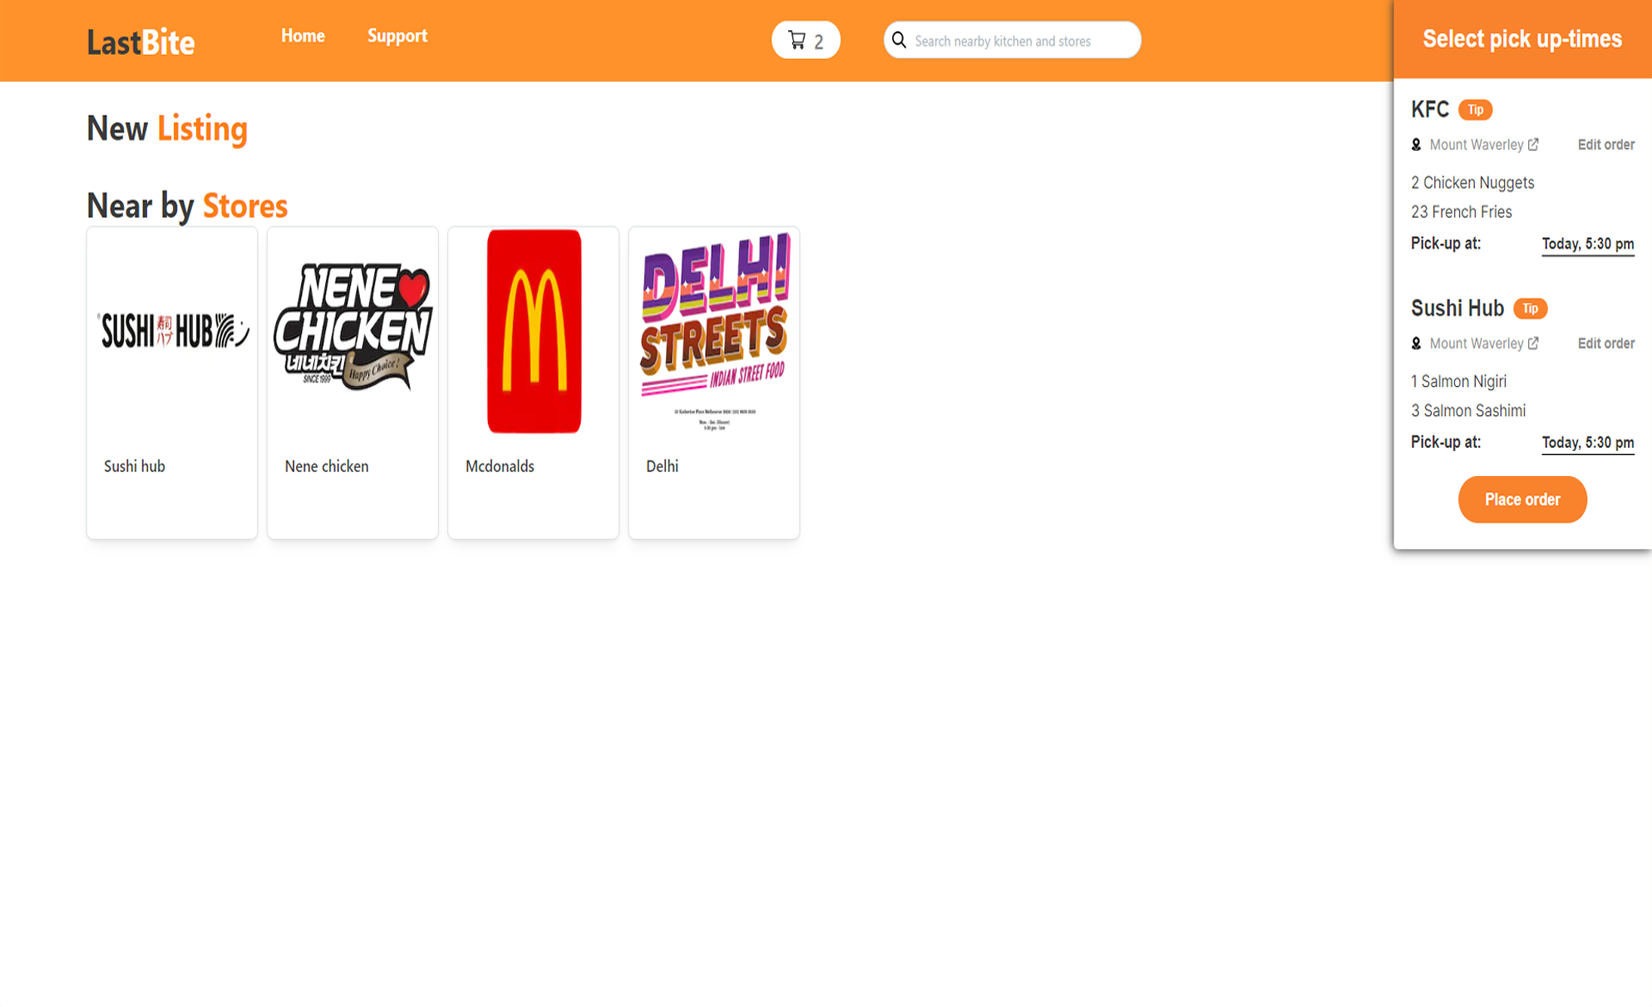 LastBite
Home
Support
2
Search nearby kitchen and stores
New Listing
Near by Stores
SUSHI 寿司 ハブ HUB
Sushi hub
NENE
CHICKEN
네네치킨
Happy Choice!
SINCE 1999
Nene chicken
Mcdonalds
DELHI
STREETS
INDIAN STREET FOOD
Delhi
Select pick up-times
KFC Tip
Mount Waverley Edit order
2 Chicken Nuggets
23 French Fries
Pick-up at: Today, 5:30 pm
Sushi Hub Tip
Mount Waverley Edit order
1 Salmon Nigiri
3 Salmon Sashimi
Pick-up at: Today, 5:30 pm
Place order